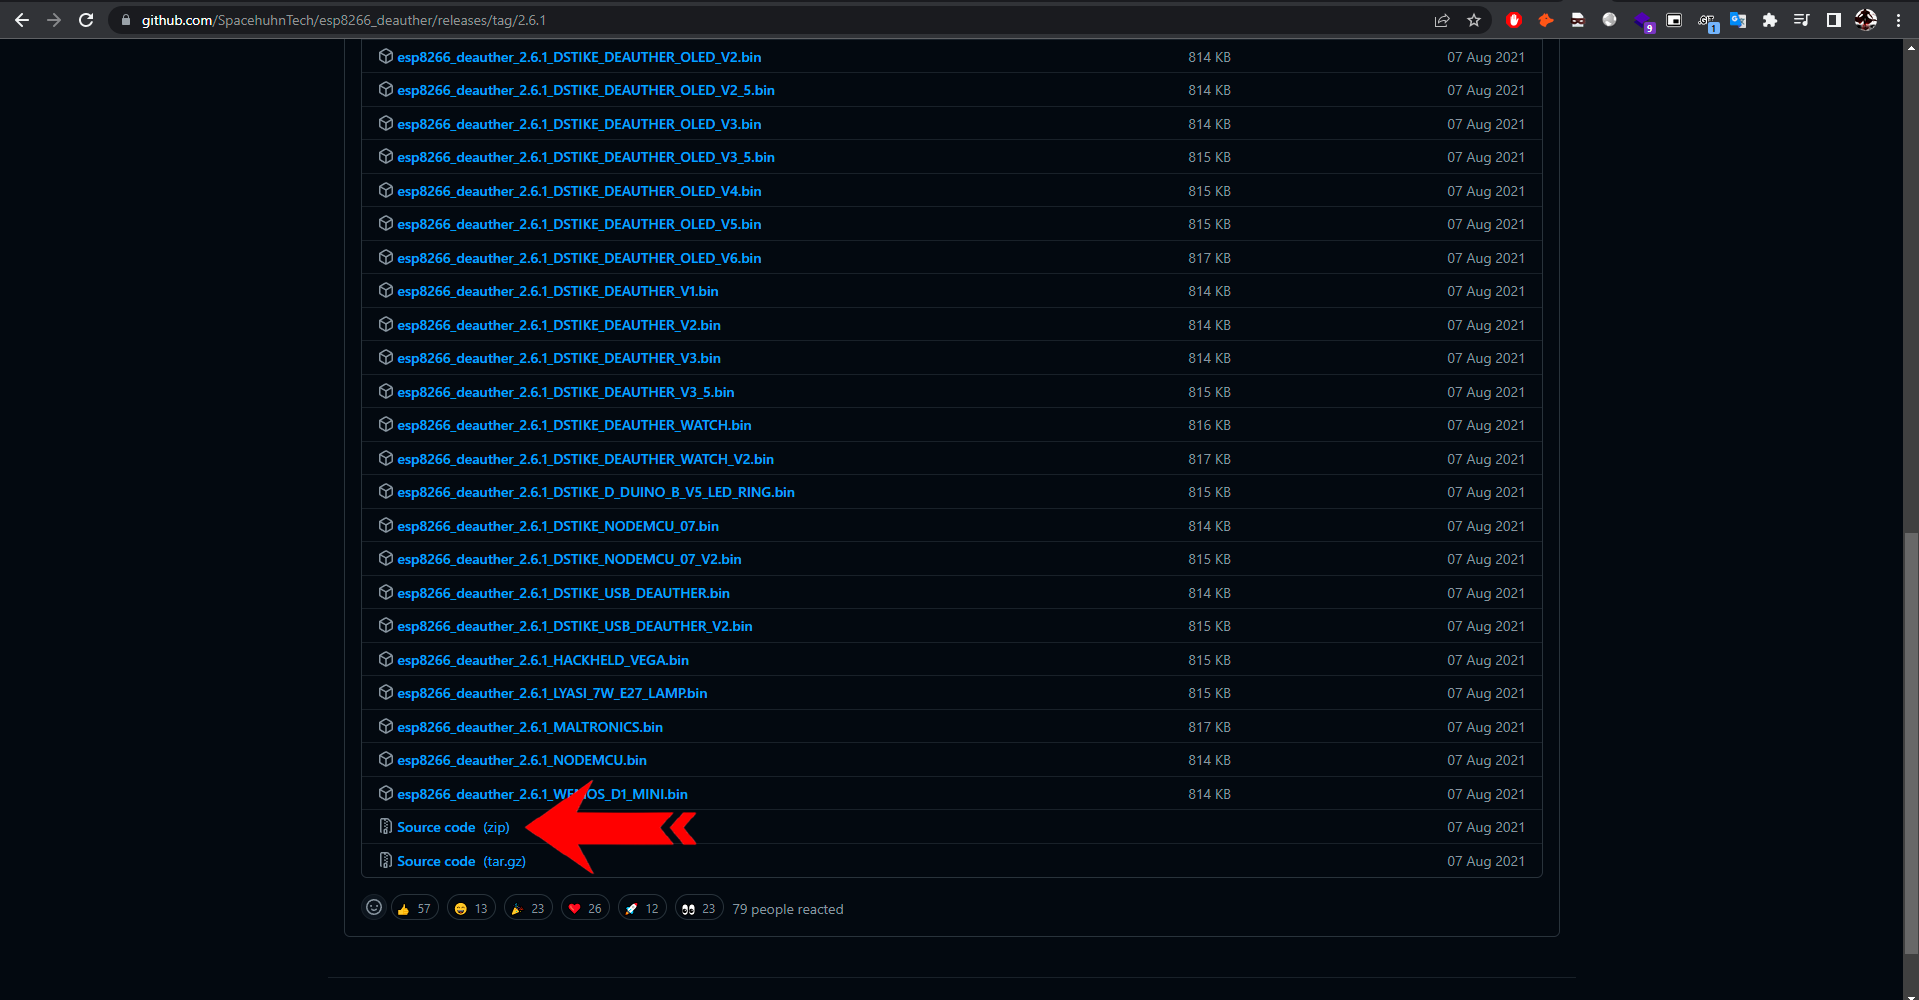 github.com/SpacehuhnTech/esp8266_deauther/releases/tag/2.6.1
9
1
esp8266_deauther_2.6.1_DSTIKE_DEAUTHER_OLED_V2.bin 814 KB 07 Aug 2021
esp8266_deauther_2.6.1_DSTIKE_DEAUTHER_OLED_V2_5.bin 814 KB 07 Aug 2021
esp8266_deauther_2.6.1_DSTIKE_DEAUTHER_OLED_V3.bin 814 KB 07 Aug 2021
esp8266_deauther_2.6.1_DSTIKE_DEAUTHER_OLED_V3_5.bin 815 KB 07 Aug 2021
esp8266_deauther_2.6.1_DSTIKE_DEAUTHER_OLED_V4.bin 815 KB 07 Aug 2021
esp8266_deauther_2.6.1_DSTIKE_DEAUTHER_OLED_V5.bin 815 KB 07 Aug 2021
esp8266_deauther_2.6.1_DSTIKE_DEAUTHER_OLED_V6.bin 817 KB 07 Aug 2021
esp8266_deauther_2.6.1_DSTIKE_DEAUTHER_V1.bin 814 KB 07 Aug 2021
esp8266_deauther_2.6.1_DSTIKE_DEAUTHER_V2.bin 814 KB 07 Aug 2021
esp8266_deauther_2.6.1_DSTIKE_DEAUTHER_V3.bin 814 KB 07 Aug 2021
esp8266_deauther_2.6.1_DSTIKE_DEAUTHER_V3_5.bin 815 KB 07 Aug 2021
esp8266_deauther_2.6.1_DSTIKE_DEAUTHER_WATCH.bin 816 KB 07 Aug 2021
esp8266_deauther_2.6.1_DSTIKE_DEAUTHER_WATCH_V2.bin 817 KB 07 Aug 2021
esp8266_deauther_2.6.1_DSTIKE_D_DUINO_B_V5_LED_RING.bin 815 KB 07 Aug 2021
esp8266_deauther_2.6.1_DSTIKE_NODEMCU_07.bin 814 KB 07 Aug 2021
esp8266_deauther_2.6.1_DSTIKE_NODEMCU_07_V2.bin 815 KB 07 Aug 2021
esp8266_deauther_2.6.1_DSTIKE_USB_DEAUTHER.bin 814 KB 07 Aug 2021
esp8266_deauther_2.6.1_DSTIKE_USB_DEAUTHER_V2.bin 815 KB 07 Aug 2021
esp8266_deauther_2.6.1_HACKHELD_VEGA.bin 815 KB 07 Aug 2021
esp8266_deauther_2.6.1_LYASI_7W_E27_LAMP.bin 815 KB 07 Aug 2021
esp8266_deauther_2.6.1_MALTRONICS.bin 817 KB 07 Aug 2021
esp8266_deauther_2.6.1_NODEMCU.bin 814 KB 07 Aug 2021
esp8266_deauther_2.6.1_WEMOS_D1_MINI.bin 814 KB 07 Aug 2021
Source code (zip) 07 Aug 2021
Source code (tar.gz) 07 Aug 2021
57 13 23 26 12 23 79 people reacted